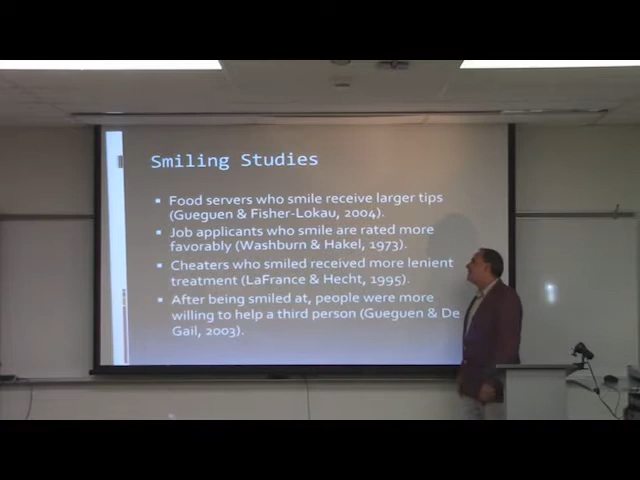 Smiling Studies
▪ Food servers who smile receive larger tips
(Gueguen & Fisher-Lokau, 2004).
▪ Job applicants who smile are rated more
favorably (Washburn & Hakel, 1973).
▪ Cheaters who smiled received more lenient
treatment (LaFrance & Hecht, 1995).
▪ After being smiled at, people were more
willing to help a third person (Gueguen & De
Gail, 2003).